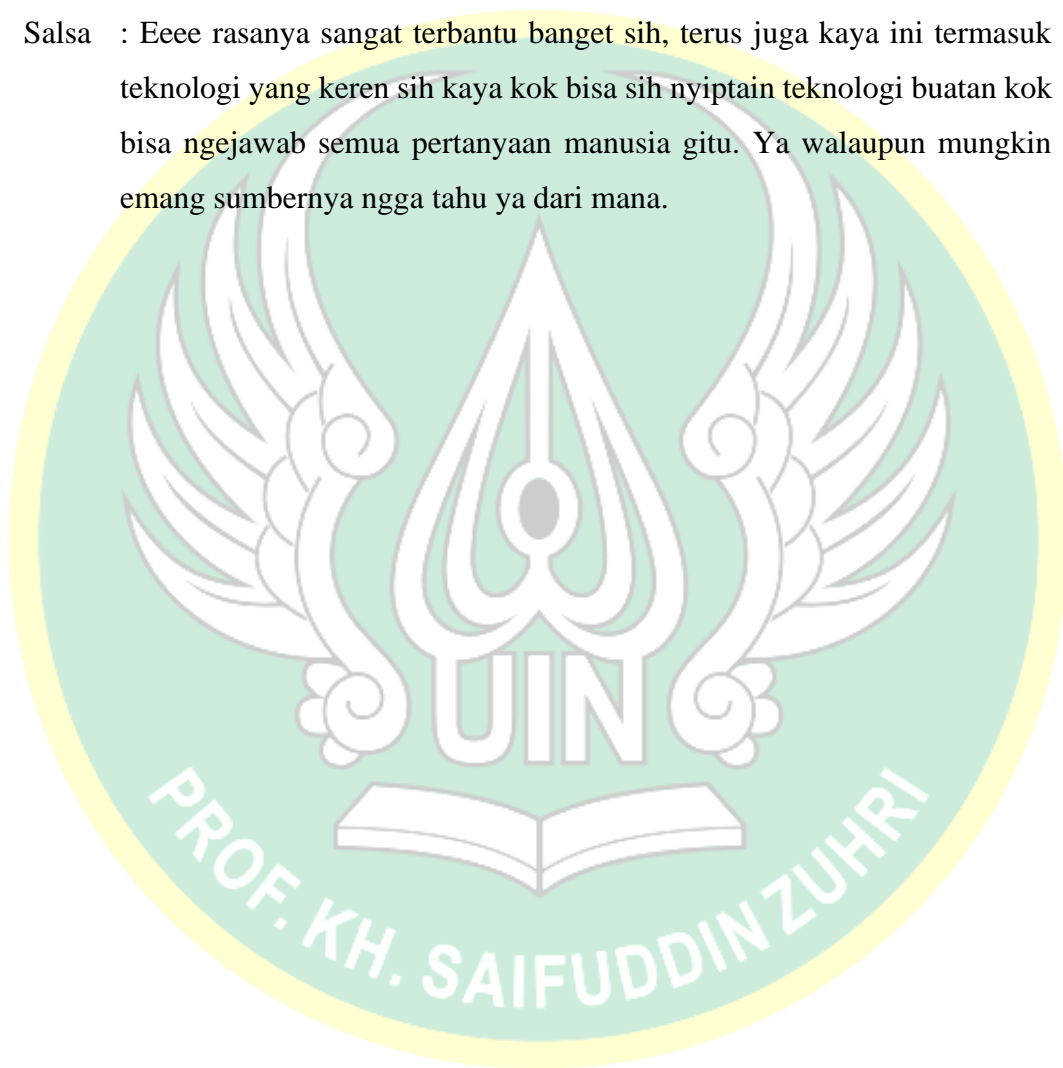 Salsa : Eeee rasanya sangat terbantu banget sih, terus juga kaya ini termasuk
teknologi yang keren sih kaya kok bisa sih nyiptain teknologi buatan kok
bisa ngejawab semua pertanyaan manusia gitu. Ya walaupun mungkin
emang sumbernya ngga tahu ya dari mana.
UIN
PROF. KH. SAIFUDDIN ZUHRI